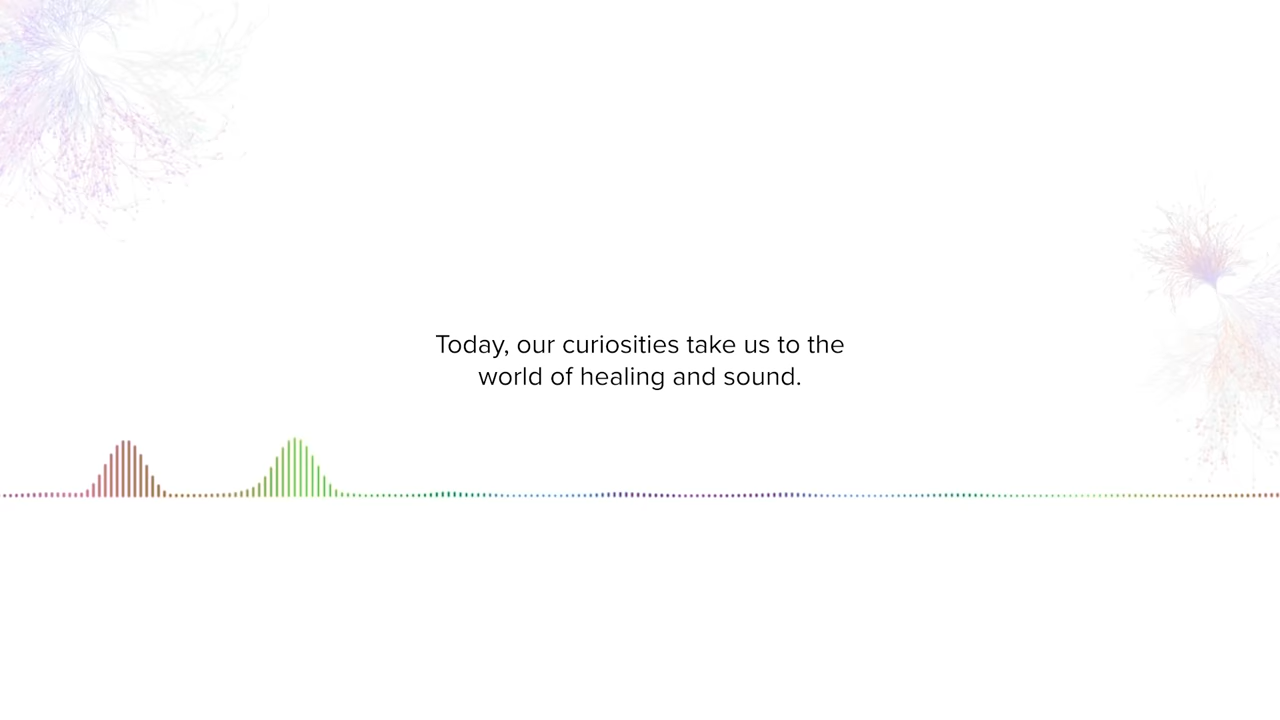 Today, our curiosities take us to the
world of healing and sound.